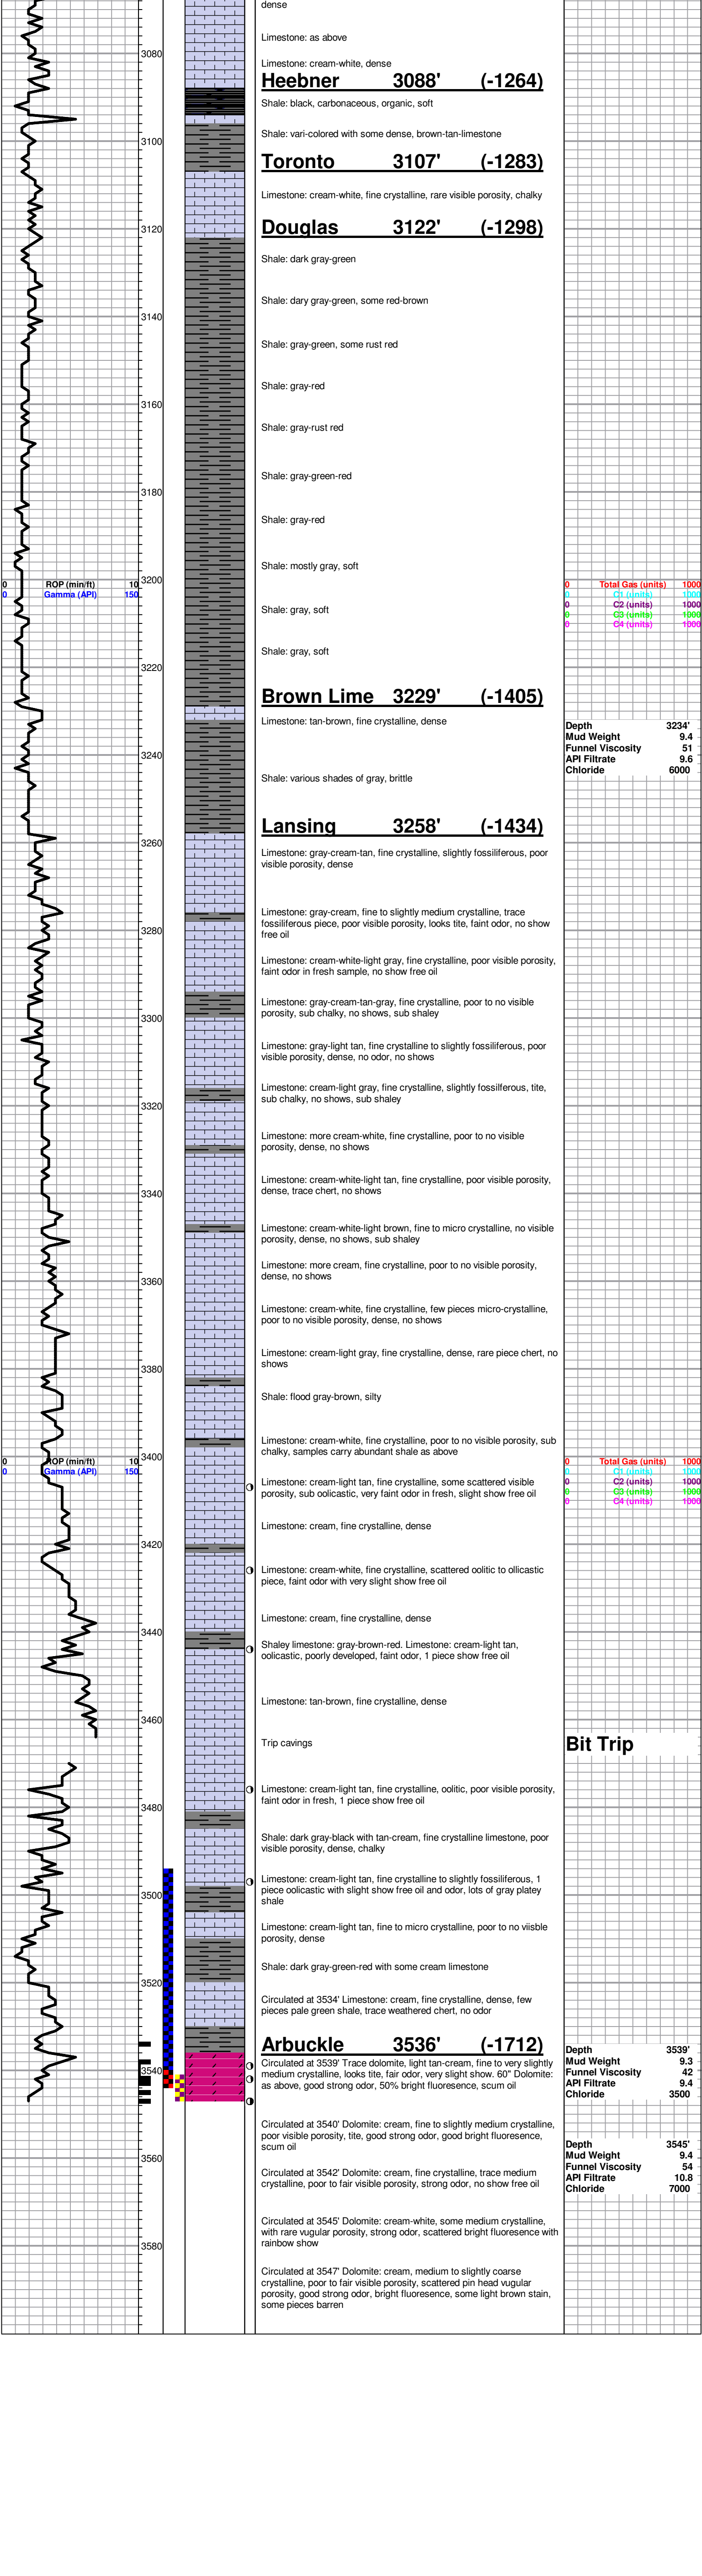 dense
Limestone: as above
3080
Limestone: cream-white, dense
Heebner 3088' (-1264)
Shale: black, carbonaceous, organic, soft
Shale: vari-colored with some dense, brown-tan-limestone
3100
Toronto 3107' (-1283)
Limestone: cream-white, fine crystalline, rare visible porosity, chalky
3120
Douglas 3122' (-1298)
Shale: dark gray-green
Shale: dary gray-green, some red-brown
3140
Shale: gray-green, some rust red
Shale: gray-red
3160
Shale: gray-rust red
Shale: gray-green-red
3180
Shale: gray-red
Shale: mostly gray, soft
3200
0 ROP (min/ft) 10
0 Gamma (API) 150
0 Total Gas (units) 1000
0 C1 (units) 1000
0 C2 (units) 1000
0 C3 (units) 1000
0 C4 (units) 1000
Shale: gray, soft
Shale: gray, soft
3220
Brown Lime 3229' (-1405)
Limestone: tan-brown, fine crystalline, dense
Depth 3234'
Mud Weight 9.4
Funnel Viscosity 51
API Filtrate 9.6
Chloride 6000
3240
Shale: various shades of gray, brittle
Lansing 3258' (-1434)
3260
Limestone: gray-cream-tan, fine crystalline, slightly fossiliferous, poor
visible porosity, dense
Limestone: gray-cream, fine to slightly medium crystalline, trace
fossiliferous piece, poor visible porosity, looks tite, faint odor, no show
free oil
3280
Limestone: cream-white-light gray, fine crystalline, poor visible porosity,
faint odor in fresh sample, no show free oil
Limestone: gray-cream-tan-gray, fine crystalline, poor to no visible
porosity, sub chalky, no shows, sub shaley
3300
Limestone: gray-light tan, fine crystalline to slightly fossiliferous, poor
visible porosity, dense, no odor, no shows
Limestone: cream-light gray, fine crystalline, slightly fossilferous, tite,
sub chalky, no shows, sub shaley
3320
Limestone: more cream-white, fine crystalline, poor to no visible
porosity, dense, no shows
3340
Limestone: cream-white-light tan, fine crystalline, poor visible porosity,
dense, trace chert, no shows
Limestone: cream-white-light brown, fine to micro crystalline, no visible
porosity, dense, no shows, sub shaley
3360
Limestone: more cream, fine crystalline, poor to no visible porosity,
dense, no shows
Limestone: cream-white, fine crystalline, few pieces micro-crystalline,
poor to no visible porosity, dense, no shows
3380
Limestone: cream-light gray, fine crystalline, dense, rare piece chert, no
shows
Shale: flood gray-brown, silty
3400
Limestone: cream-white, fine crystalline, poor to no visible porosity, sub
chalky, samples carry abundant shale as above
0 ROP (min/ft) 10
0 Gamma (API) 150
0 Total Gas (units) 1000
0 C1 (units) 1000
0 C2 (units) 1000
0 C3 (units) 1000
0 C4 (units) 1000
Limestone: cream-light tan, fine crystalline, some scattered visible
porosity, sub oolicastic, very faint odor in fresh, slight show free oil
Limestone: cream, fine crystalline, dense
3420
Limestone: cream-white, fine crystalline, scattered oolitic to ollicastic
piece, faint odor with very slight show free oil
Limestone: cream, fine crystalline, dense
3440
Shaley limestone: gray-brown-red. Limestone: cream-light tan,
oolicastic, poorly developed, faint odor, 1 piece show free oil
Limestone: tan-brown, fine crystalline, dense
3460
Trip cavings
Bit Trip
Limestone: cream-light tan, fine crystalline, oolitic, poor visible porosity,
faint odor in fresh, 1 piece show free oil
3480
Shale: dark gray-black with tan-cream, fine crystalline limestone, poor
visible porosity, dense, chalky
Limestone: cream-light tan, fine crystalline to slightly fossiliferous, 1
piece oolicastic with slight show free oil and odor, lots of gray platey
shale
3500
Limestone: cream-light tan, fine to micro crystalline, poor to no viisble
porosity, dense
Shale: dark gray-green-red with some cream limestone
3520
Circulated at 3534' Limestone: cream, fine crystalline, dense, few
pieces pale green shale, trace weathered chert, no odor
Arbuckle 3536' (-1712)
3540
Circulated at 3539' Trace dolomite, light tan-cream, fine to very slightly
medium crystalline, looks tite, fair odor, very slight show. 60" Dolomite:
as above, good strong odor, 50% bright fluoresence, scum oil
Depth 3539'
Mud Weight 9.3
Funnel Viscosity 42
API Filtrate 9.4
Chloride 3500
Circulated at 3540' Dolomite: cream, fine to slightly medium crystalline,
poor visible porosity, tite, good strong odor, good bright fluoresence,
scum oil
Depth 3545'
Mud Weight 9.4
Funnel Viscosity 54
API Filtrate 10.8
Chloride 7000
3560
Circulated at 3542' Dolomite: cream, fine crystalline, trace medium
crystalline, poor to fair visible porosity, strong odor, no show free oil
Circulated at 3545' Dolomite: cream-white, some medium crystalline,
with rare vugular porosity, strong odor, scattered bright fluoresence with
rainbow show
3580
Circulated at 3547' Dolomite: cream, medium to slightly coarse
crystalline, poor to fair visible porosity, scattered pin head vugular
porosity, good strong odor, bright fluoresence, some light brown stain,
some pieces barren